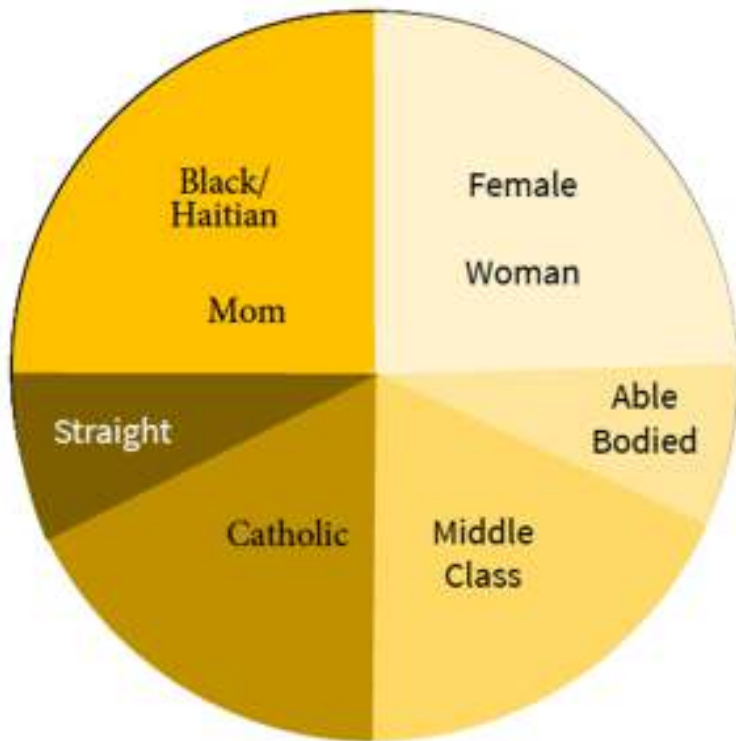 Black/
Haitian
Mom
Female
Woman
Able
Bodied
Middle
Class
Catholic
Straight